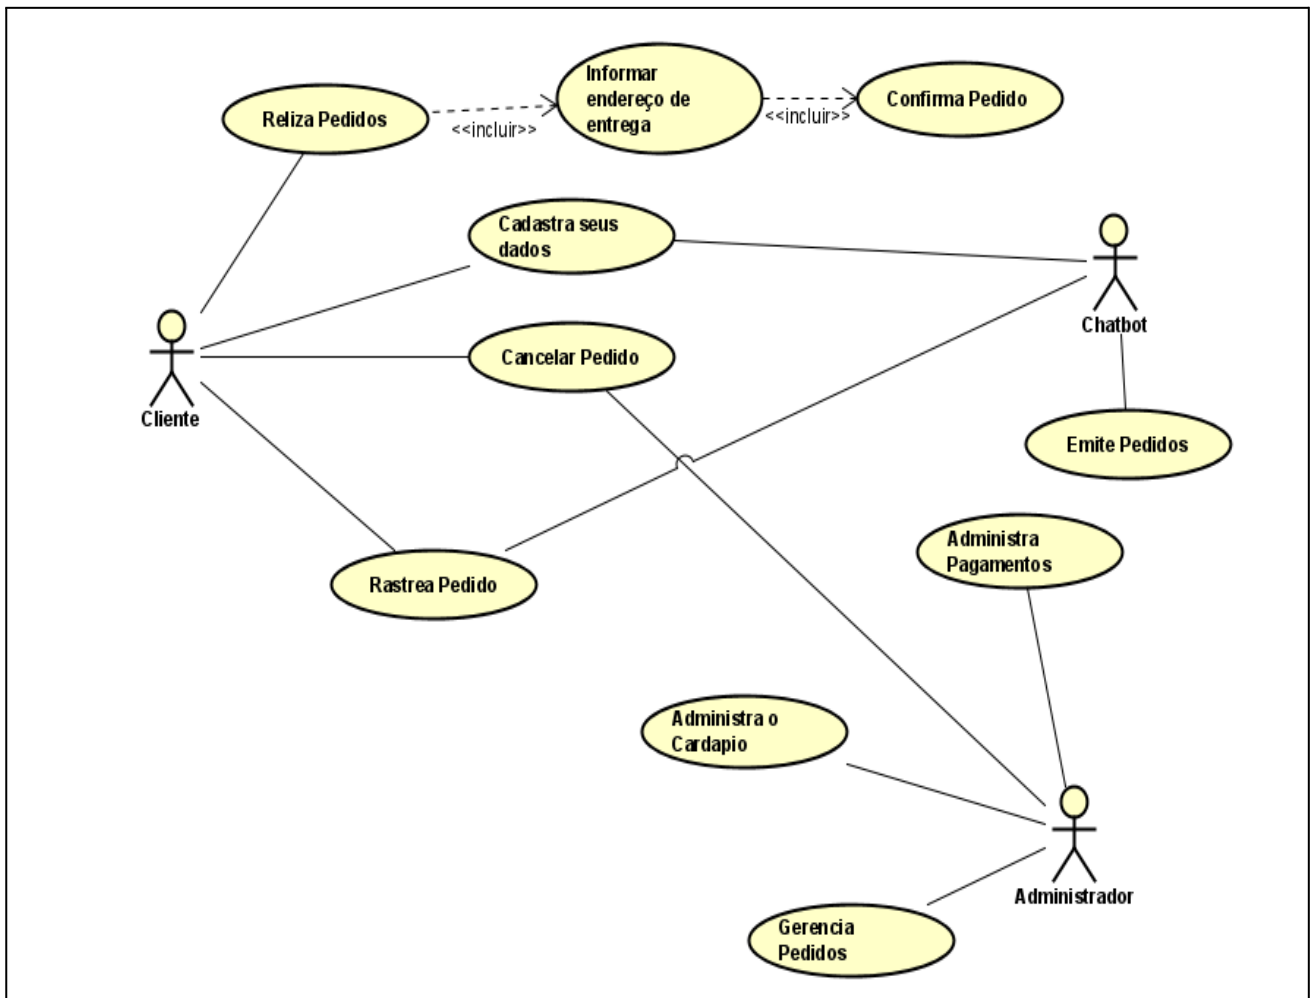 Informar
endereço de
entrega
Reliza Pedidos
Confirma Pedido
<<incluir>>
<<incluir>>
Cadastra seus
dados
Chatbot
Cancelar Pedido
Cliente
Emite Pedidos
Administra
Pagamentos
Rastrea Pedido
Administra o
Cardapio
Administrador
Gerencia
Pedidos